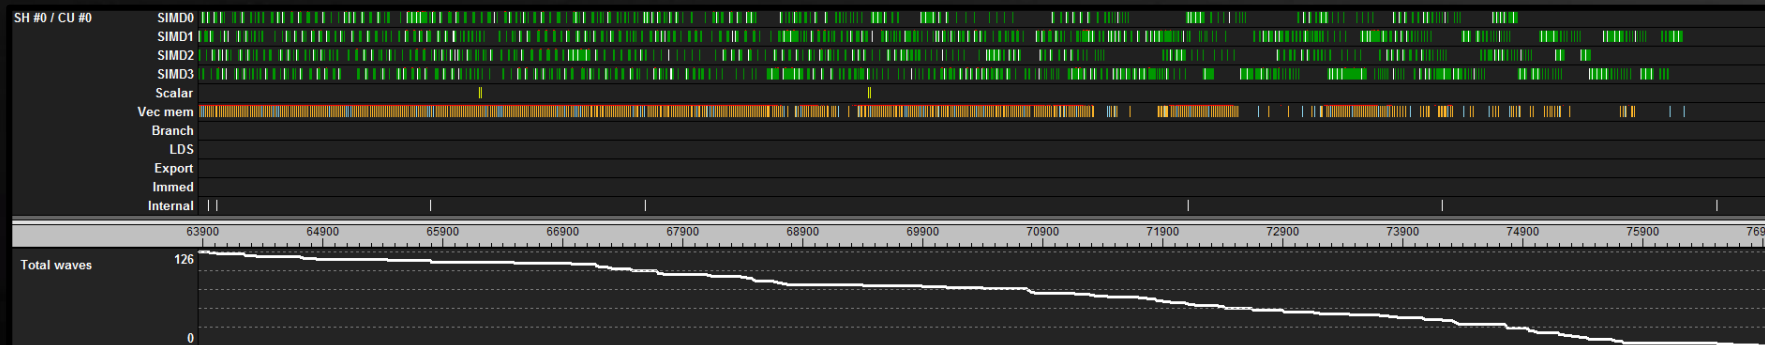 SH #0 / CU #0 SIMD0
SIMD1
SIMD2
SIMD3
Scalar
Vec mem
Branch
LDS
Export
Immed
Internal
63900 64900 65900 66900 67900 68900 69900 70900 71900 72900 73900 74900 75900 769
Total waves 126
0